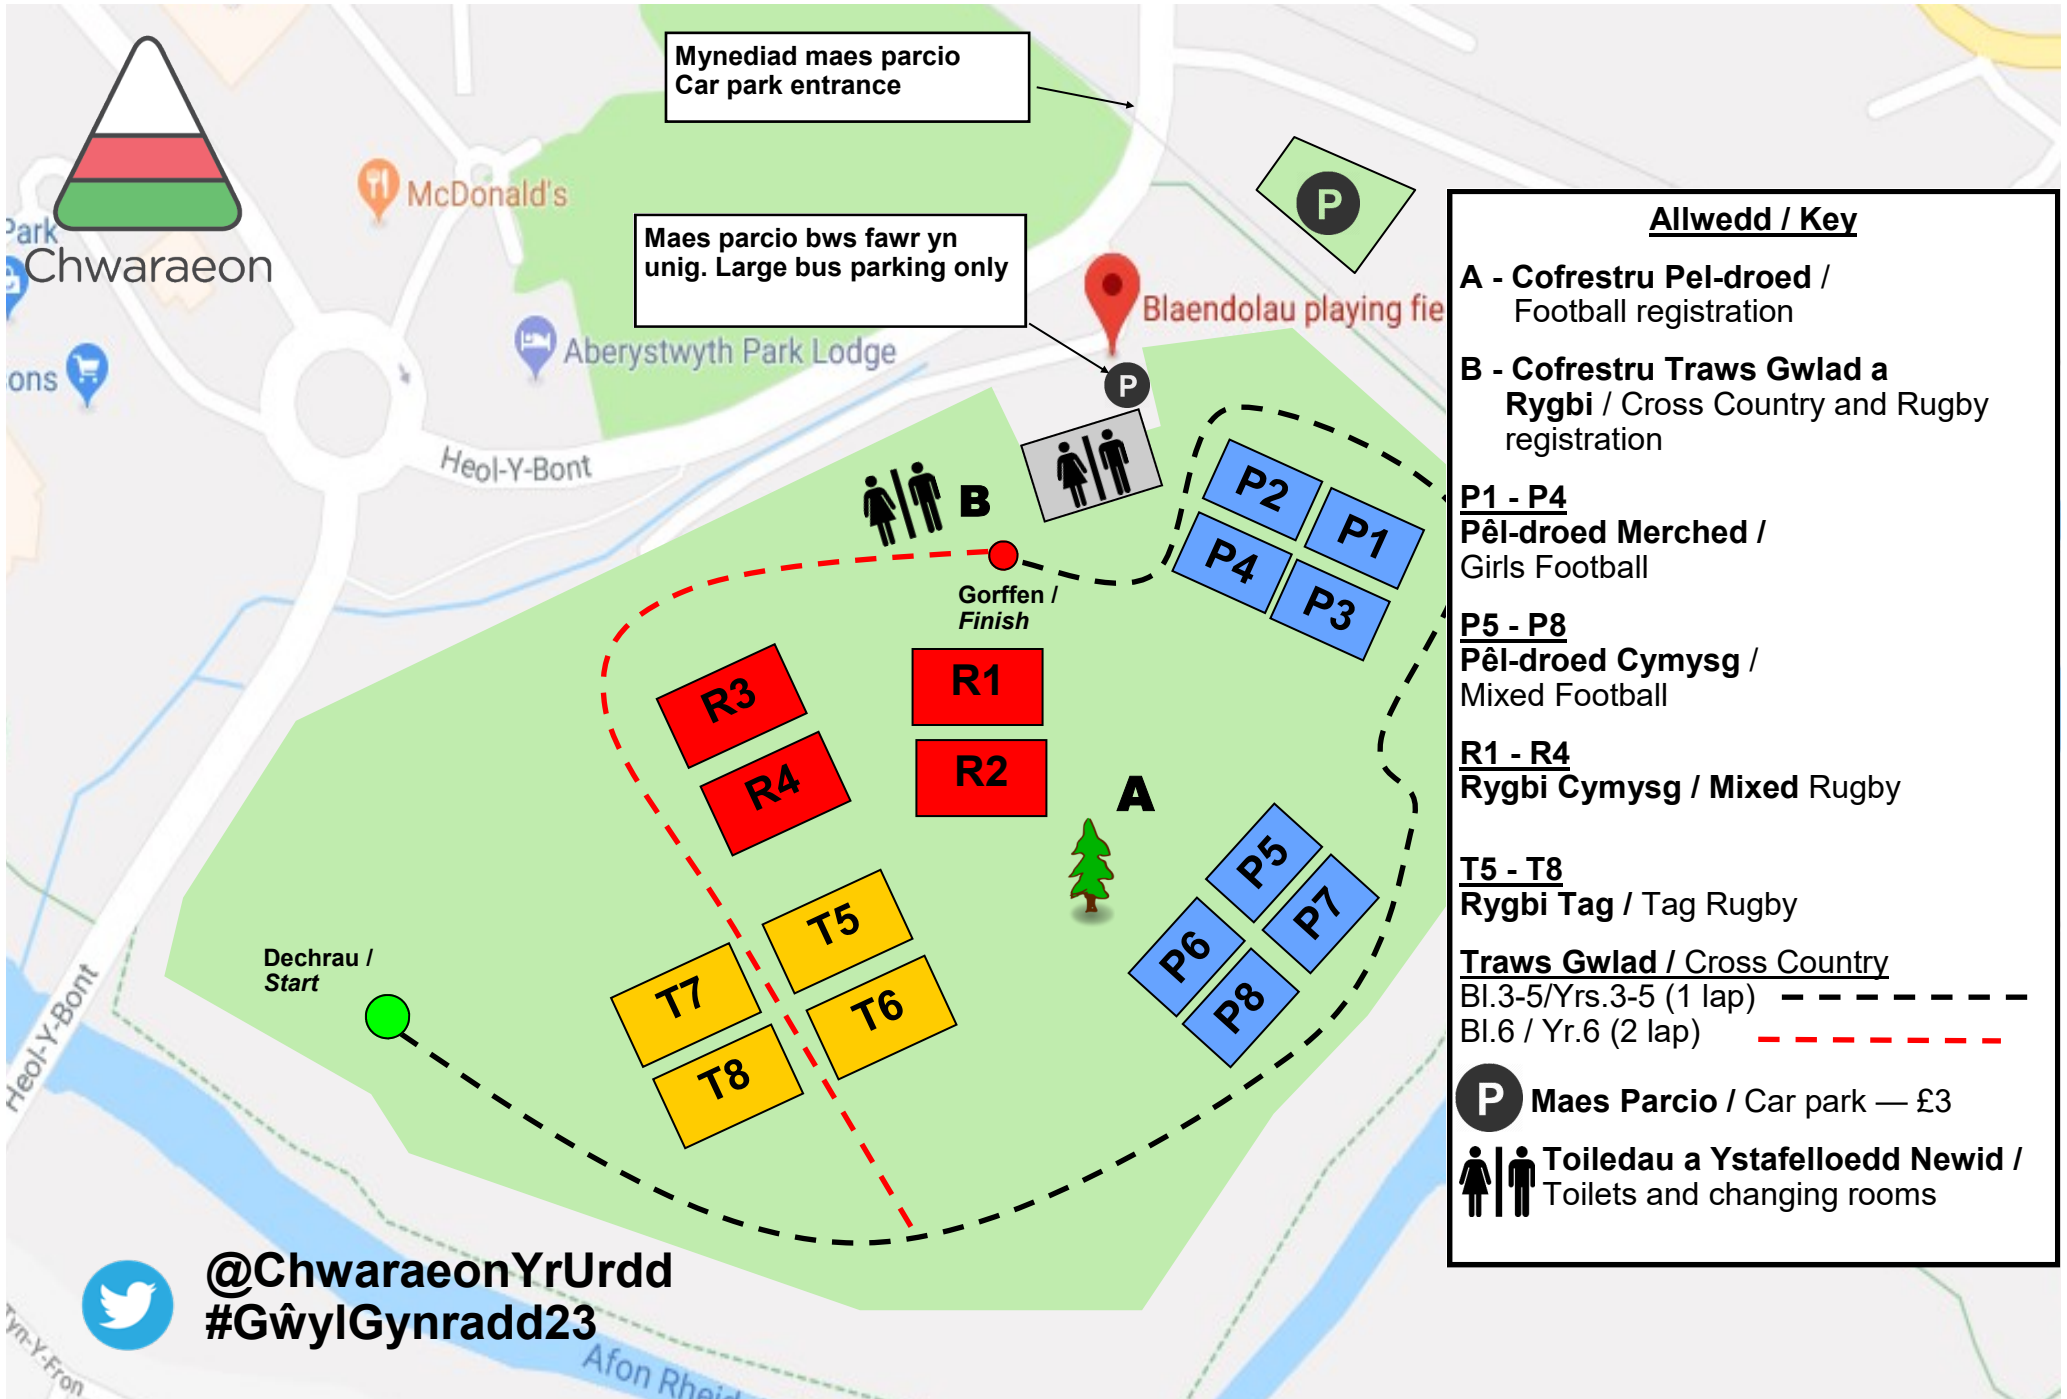 Mynediad maes parcio
Car park entrance
Chwaraeon
Park
McDonald's
Maes parcio bws fawr yn
unig. Large bus parking only
P
Blaendolau playing fie
Aberystwyth Park Lodge
ons
P
Heol-Y-Bont
B
P2
P1
P4
P3
Gorffen /
Finish
R1
R2
R3
R4
A
P5
P7
P6
P8
T5
T6
T7
T8
Dechrau /
Start
Heol-Y-Bont
Tyn-Y-Fron
Afon Rheid
@ChwaraeonYrUrdd
#GŵylGynradd23
Allwedd / Key
A - Cofrestru Pel-droed /
Football registration
B - Cofrestru Traws Gwlad a
Rygbi / Cross Country and Rugby
registration
P1 - P4
Pêl-droed Merched /
Girls Football
P5 - P8
Pêl-droed Cymysg /
Mixed Football
R1 - R4
Rygbi Cymysg / Mixed Rugby
T5 - T8
Rygbi Tag / Tag Rugby
Traws Gwlad / Cross Country
Bl.3-5/Yrs.3-5 (1 lap)
Bl.6 / Yr.6 (2 lap)
P Maes Parcio / Car park — £3
Toiledau a Ystafelloedd Newid /
Toilets and changing rooms